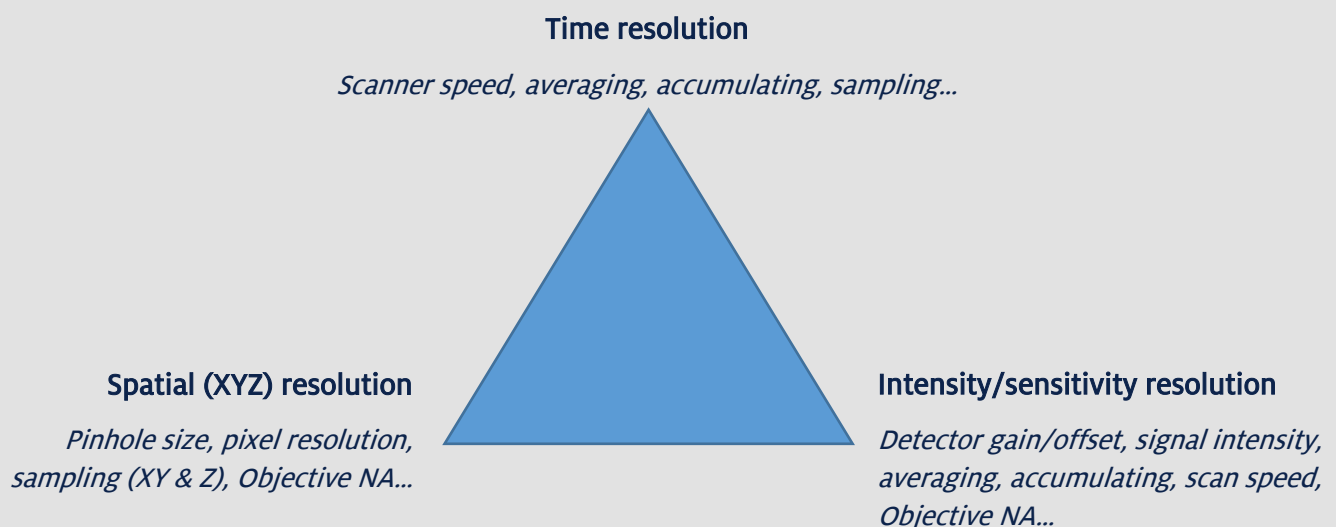 Time resolution
Scanner speed, averaging, accumulating, sampling...
Spatial (XYZ) resolution
Pinhole size, pixel resolution,
sampling (XY & Z), Objective NA...
Intensity/sensitivity resolution
Detector gain/offset, signal intensity,
averaging, accumulating, scan speed,
Objective NA...